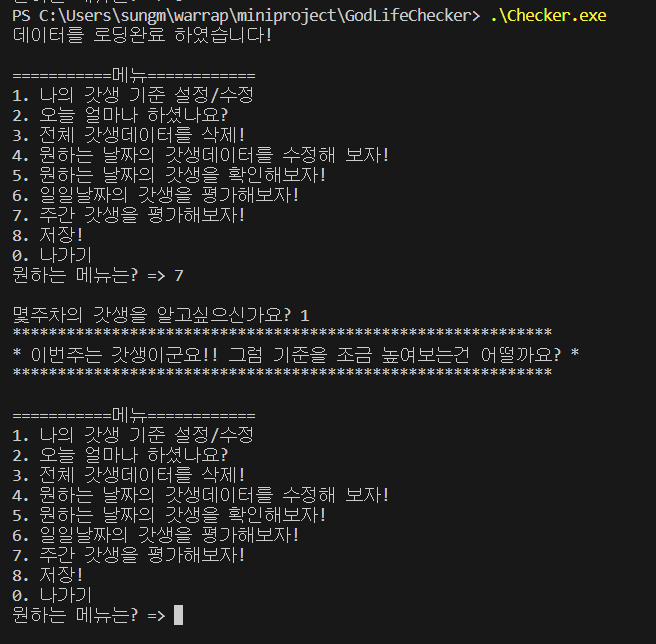 PS C:\Users\sungm\warrap\miniproject\GodLifeChecker> .\Checker.exe
데이터를 로딩완료 하였습니다!
===========메뉴============
1. 나의 갓생 기준 설정/수정
2. 오늘 얼마나 하셨나요?
3. 전체 갓생데이터를 삭제!
4. 원하는 날짜의 갓생데이터를 수정해 보자!
5. 원하는 날짜의 갓생을 확인해보자!
6. 일일날짜의 갓생을 평가해보자!
7. 주간 갓생을 평가해보자!
8. 저장!
0. 나가기
원하는 메뉴는? => 7
몇주차의 갓생을 알고싶으신가요? 1
************************************************************
* 이번주는 갓생이군요!! 그럼 기준을 조금 높여보는건 어떨까요? *
************************************************************
===========메뉴============
1. 나의 갓생 기준 설정/수정
2. 오늘 얼마나 하셨나요?
3. 전체 갓생데이터를 삭제!
4. 원하는 날짜의 갓생데이터를 수정해 보자!
5. 원하는 날짜의 갓생을 확인해보자!
6. 일일날짜의 갓생을 평가해보자!
7. 주간 갓생을 평가해보자!
8. 저장!
0. 나가기
원하는 메뉴는? =>